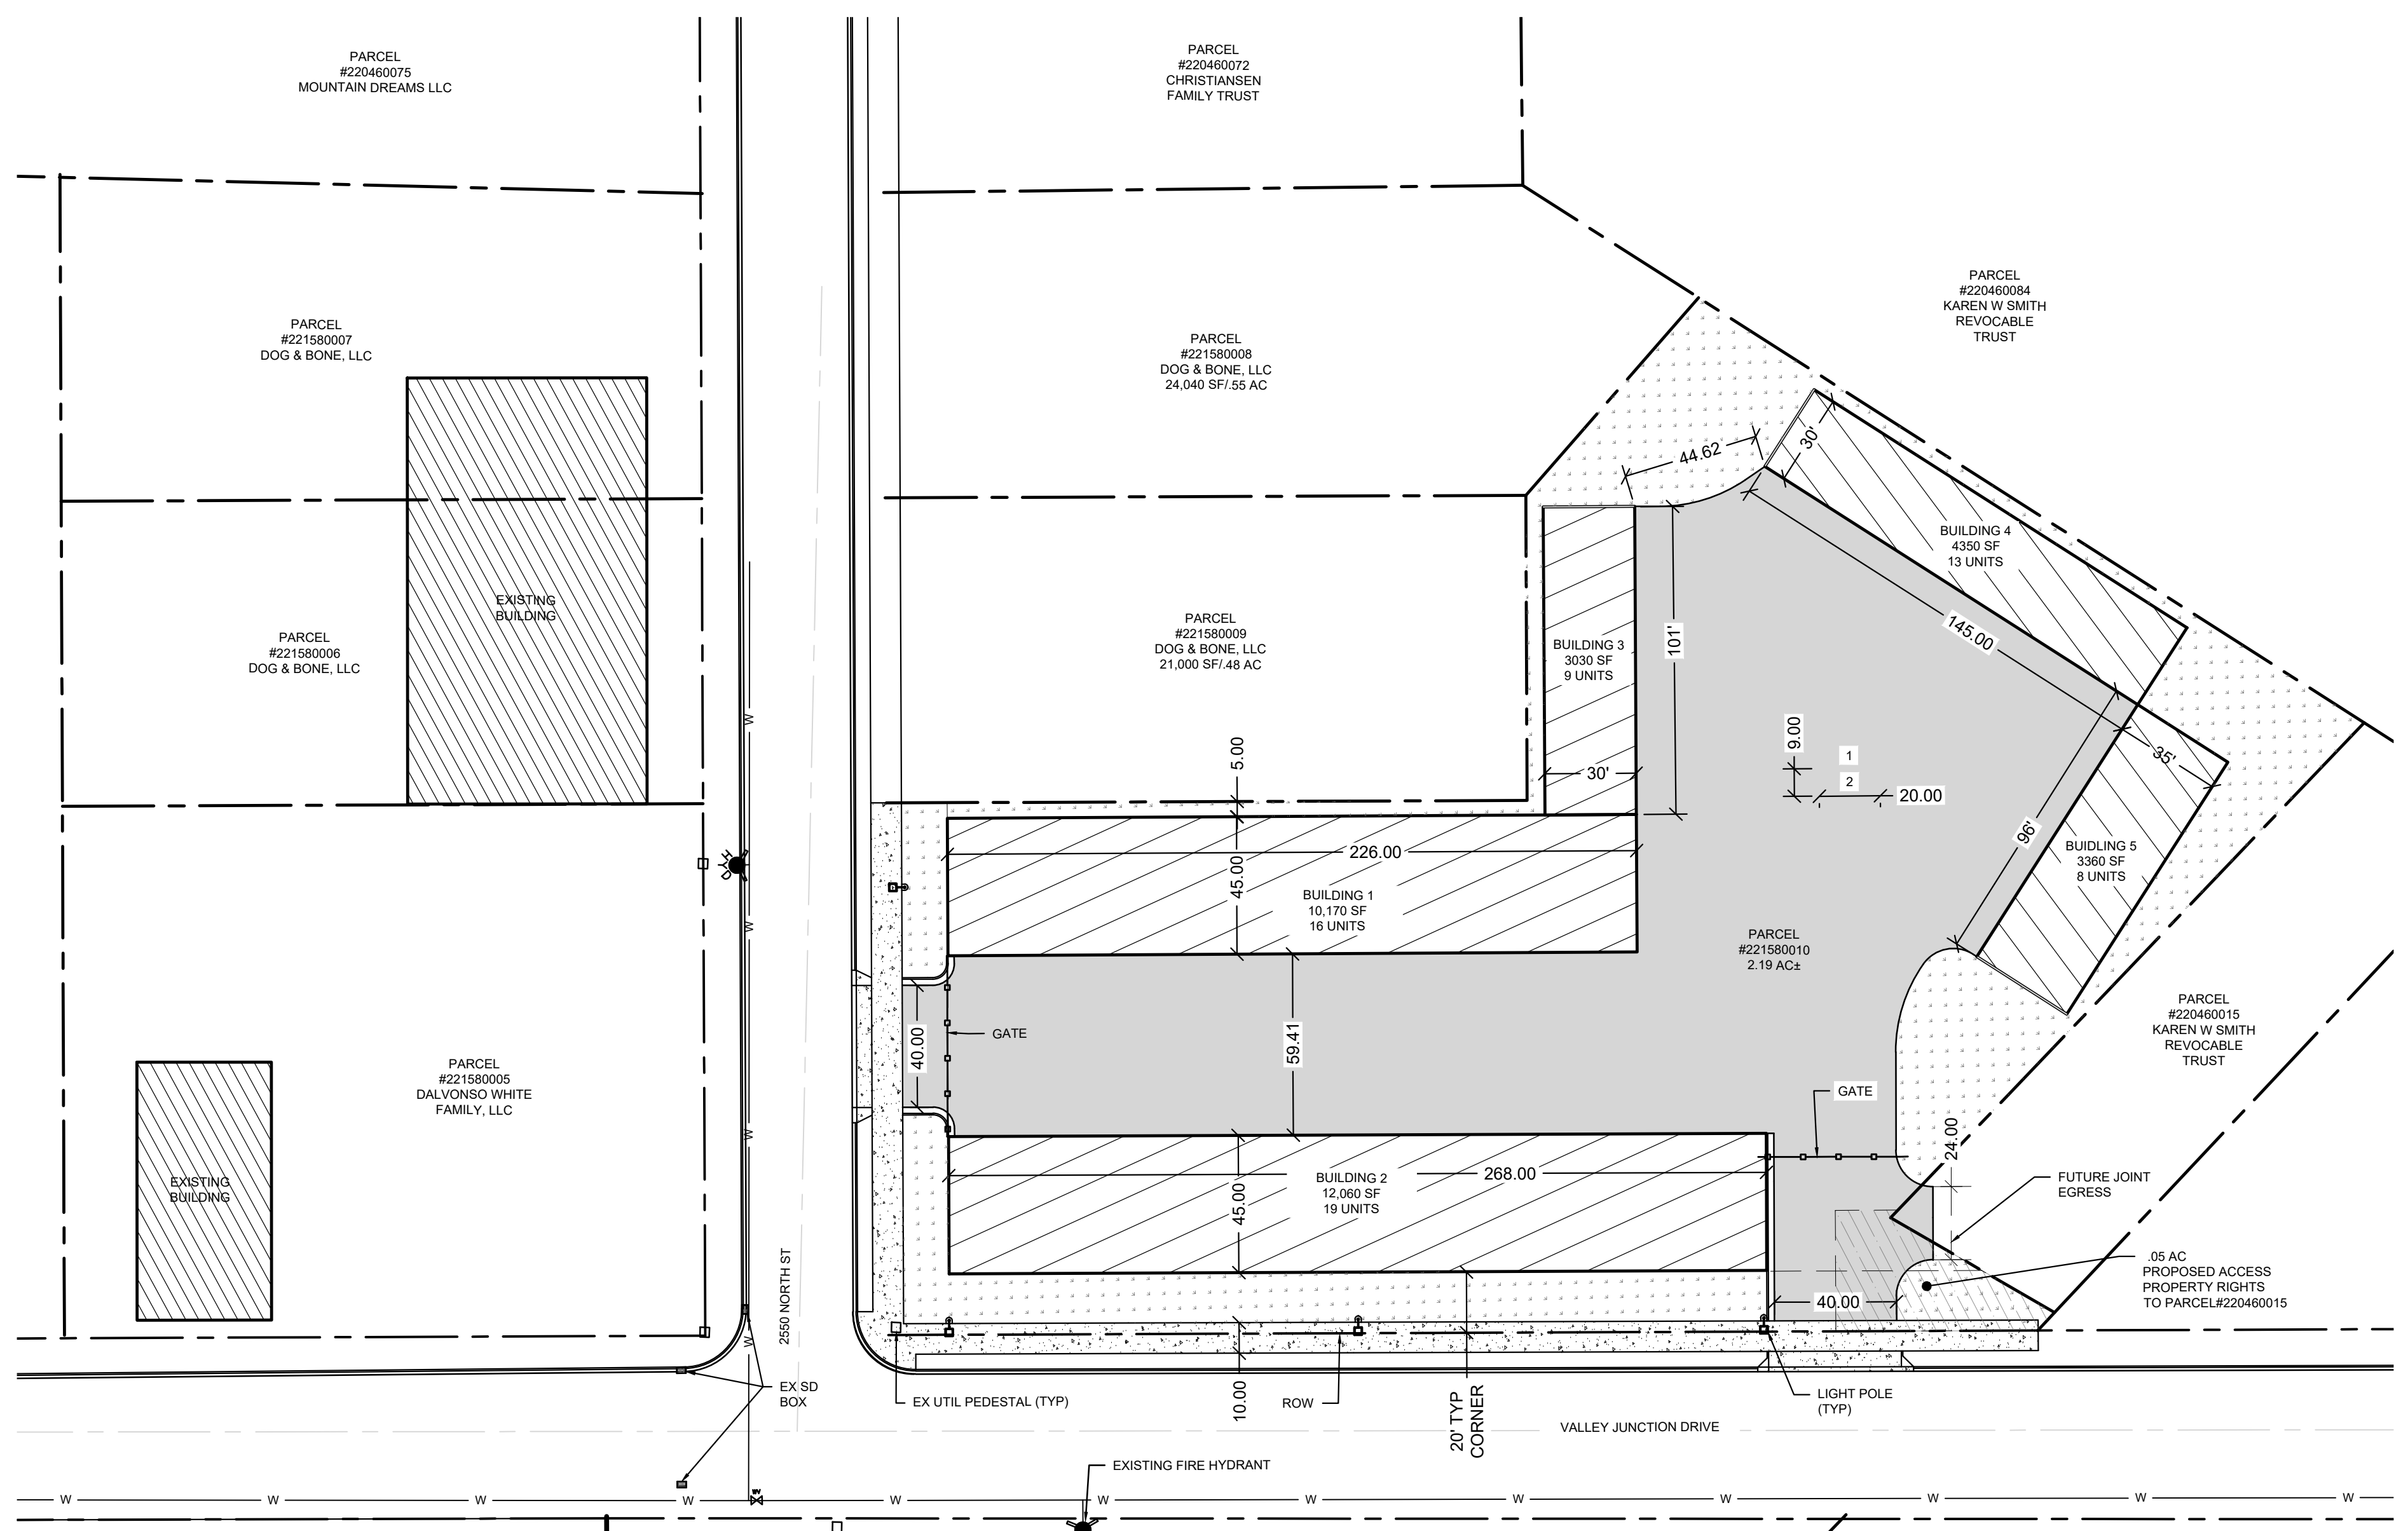 PARCEL
#220460075
MOUNTAIN DREAMS LLC
PARCEL
#220460072
CHRISTIANSEN
FAMILY TRUST
PARCEL
#220460084
KAREN W SMITH
REVOCABLE
TRUST
PARCEL
#221580007
DOG & BONE, LLC
PARCEL
#221580008
DOG & BONE, LLC
24,040 SF/.55 AC
44.62
30'
BUILDING 4
4350 SF
13 UNITS
EXISTING
BUILDING
PARCEL
#221580006
DOG & BONE, LLC
PARCEL
#221580009
DOG & BONE, LLC
21,000 SF/.48 AC
BUILDING 3
3030 SF
9 UNITS
101'
145.00
5.00
30'
9.00
1
2
20.00
35'
96'
BUIDLING 5
3360 SF
8 UNITS
HYD
W
226.00
45.00
BUILDING 1
10,170 SF
16 UNITS
W
PARCEL
#221580010
2.19 AC±
40.00
GATE
59.41
PARCEL
#220460015
KAREN W SMITH
REVOCABLE
TRUST
PARCEL
#221580005
DALVONSO WHITE
FAMILY, LLC
GATE
W
24.00
EXISTING
BUILDING
268.00
45.00
BUILDING 2
12,060 SF
19 UNITS
FUTURE JOINT
EGRESS
.05 AC
PROPOSED ACCESS
PROPERTY RIGHTS
TO PARCEL#220460015
40.00
2550 NORTH ST
W
EX SD
BOX
EX UTIL PEDESTAL (TYP)
10.00
ROW
20' TYP
CORNER
LIGHT POLE
(TYP)
VALLEY JUNCTION DRIVE
EXISTING FIRE HYDRANT
WV
W W W W W W W W W W W W